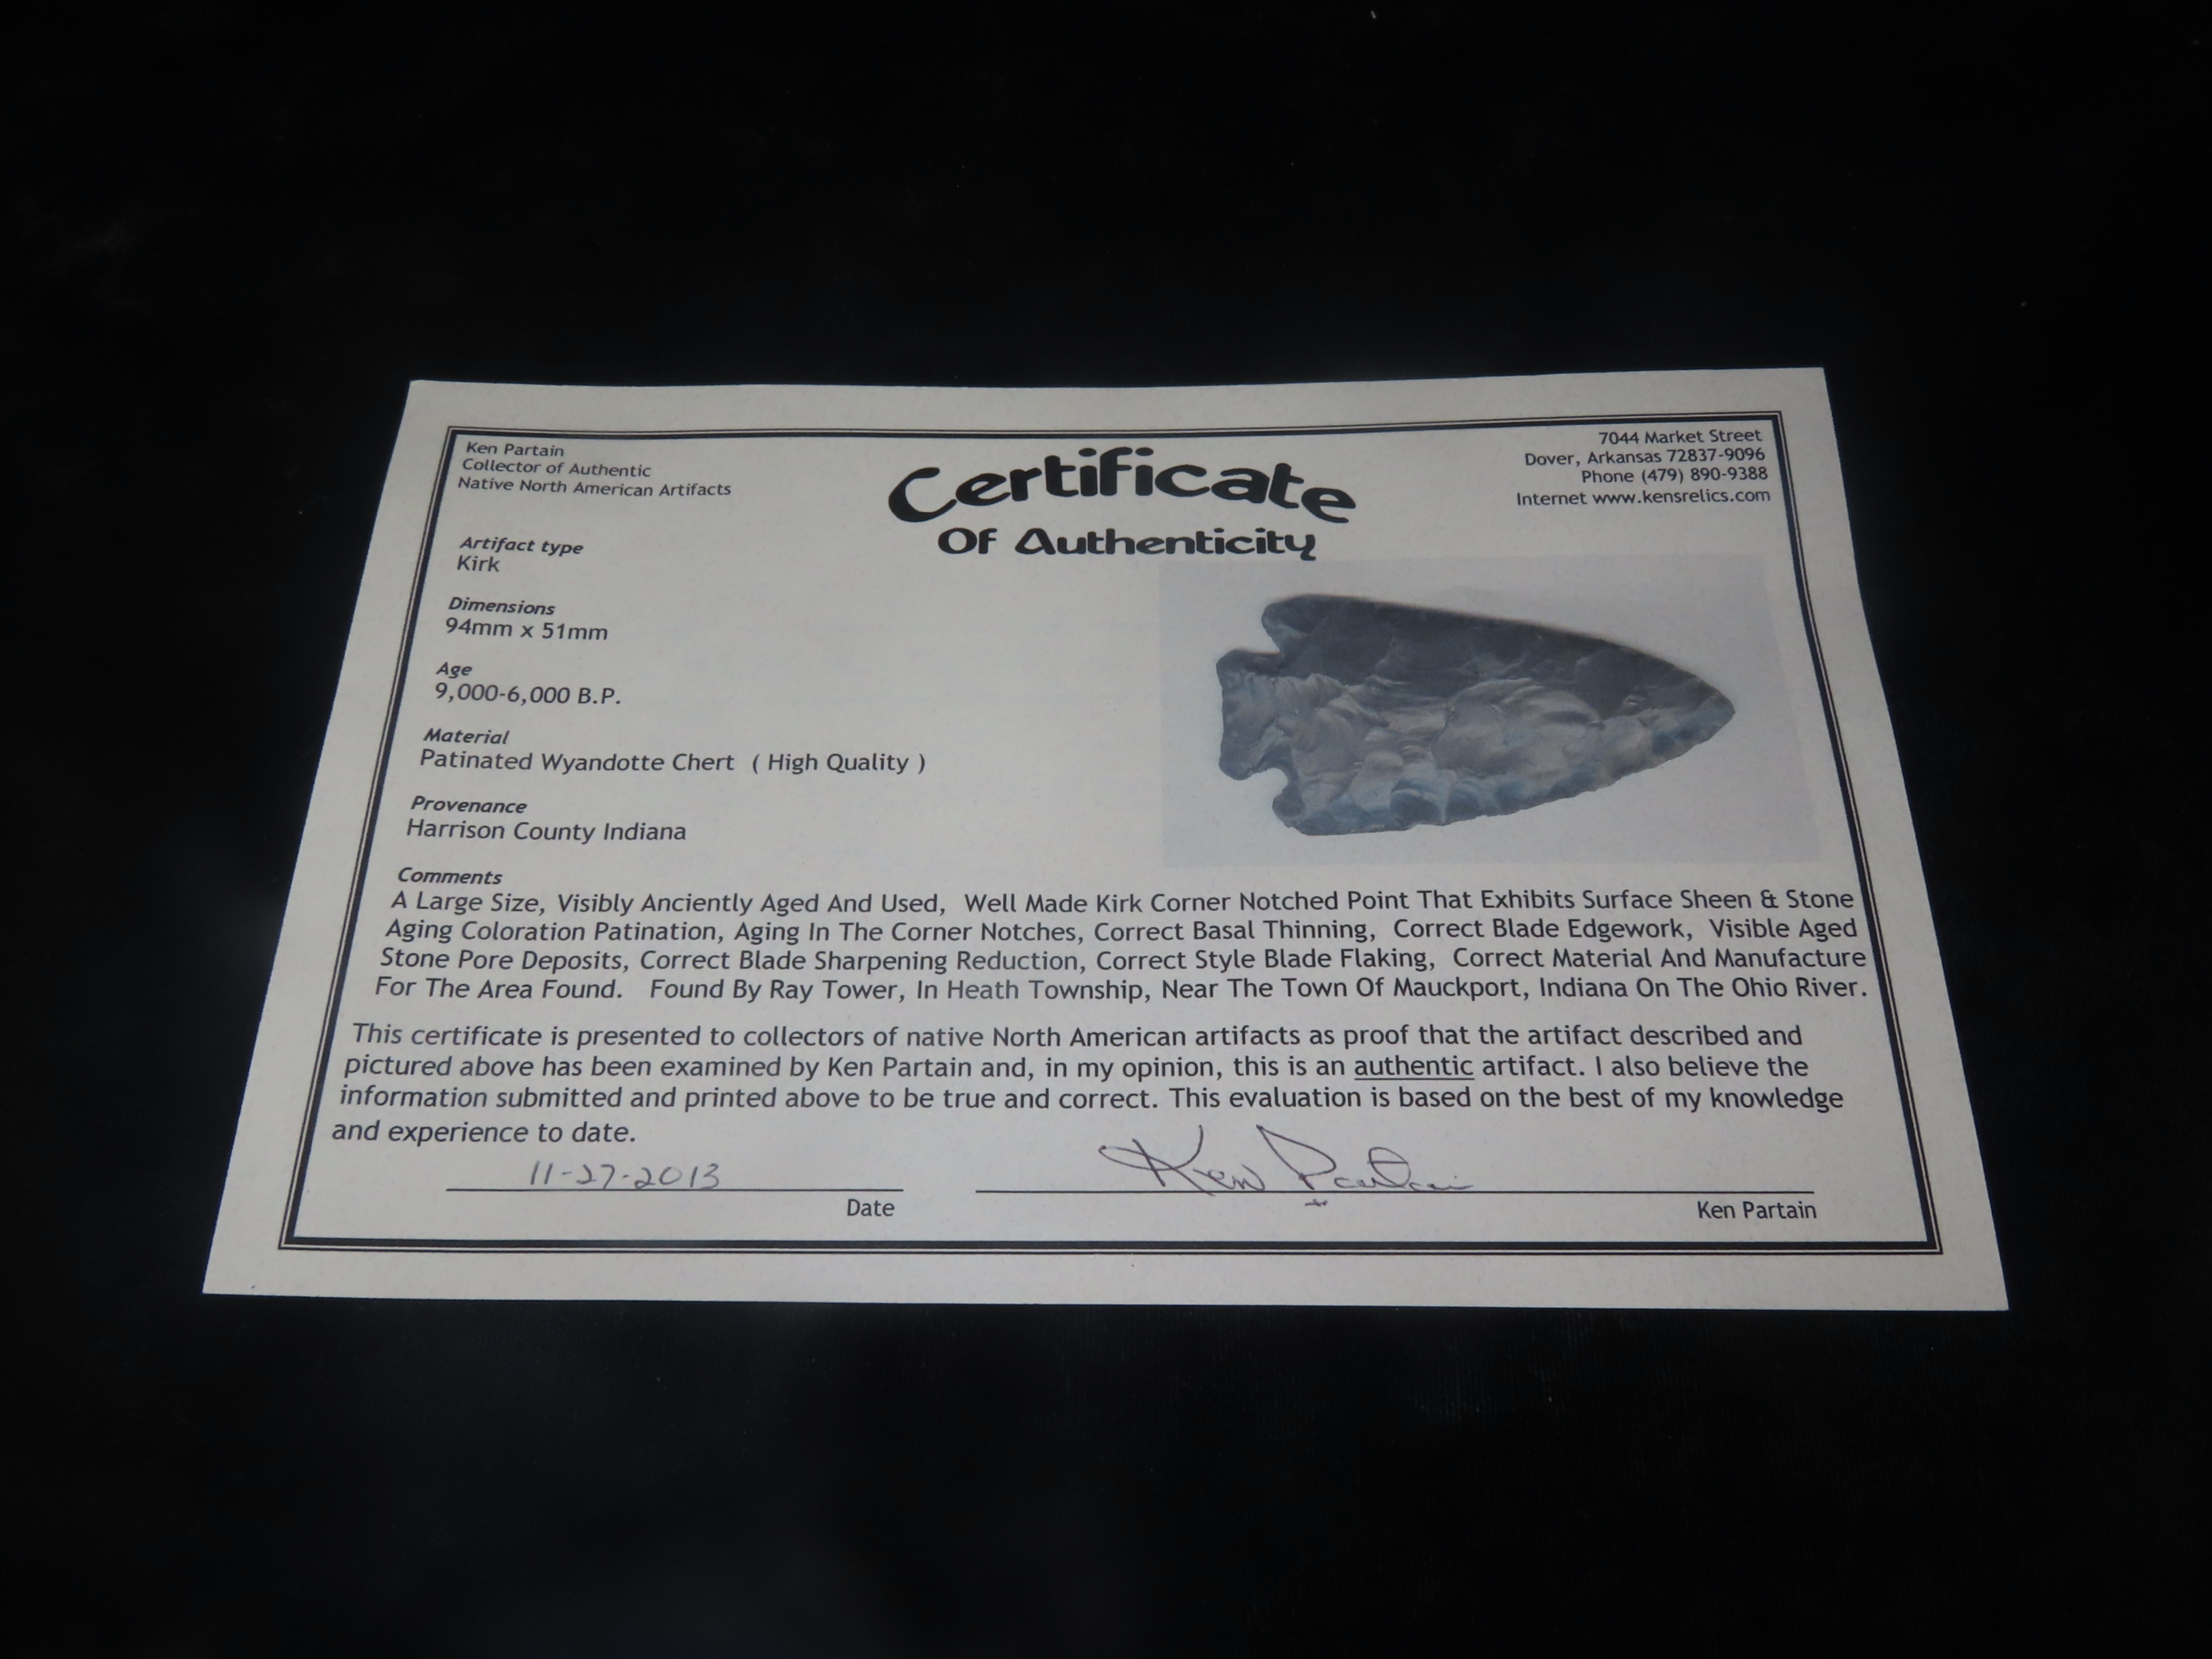 Ken Partain
Collector of Authentic
Native North American Artifacts
Certificate
Of Authenticity
7044 Market Street
Dover, Arkansas 72837-9096
Phone (479) 890-9388
Internet www.kensrelics.com
Artifact type
Kirk
Dimensions
94mm x 51mm
Age
9,000-6,000 B.P.
Material
Patinated Wyandotte Chert ( High Quality )
Provenance
Harrison County Indiana
Comments
A Large Size, Visibly Anciently Aged And Used, Well Made Kirk Corner Notched Point That Exhibits Surface Sheen & Stone
Aging Coloration Patination, Aging In The Corner Notches, Correct Basal Thinning, Correct Blade Edgework, Visible Aged
Stone Pore Deposits, Correct Blade Sharpening Reduction, Correct Style Blade Flaking, Correct Material And Manufacture
For The Area Found. Found By Ray Tower, In Heath Township, Near The Town Of Mauckport, Indiana On The Ohio River.
This certificate is presented to collectors of native North American artifacts as proof that the artifact described and
pictured above has been examined by Ken Partain and, in my opinion, this is an authentic artifact. I also believe the
information submitted and printed above to be true and correct. This evaluation is based on the best of my knowledge
and experience to date.
11-27-2013
Ken Partain
Date
Ken Partain